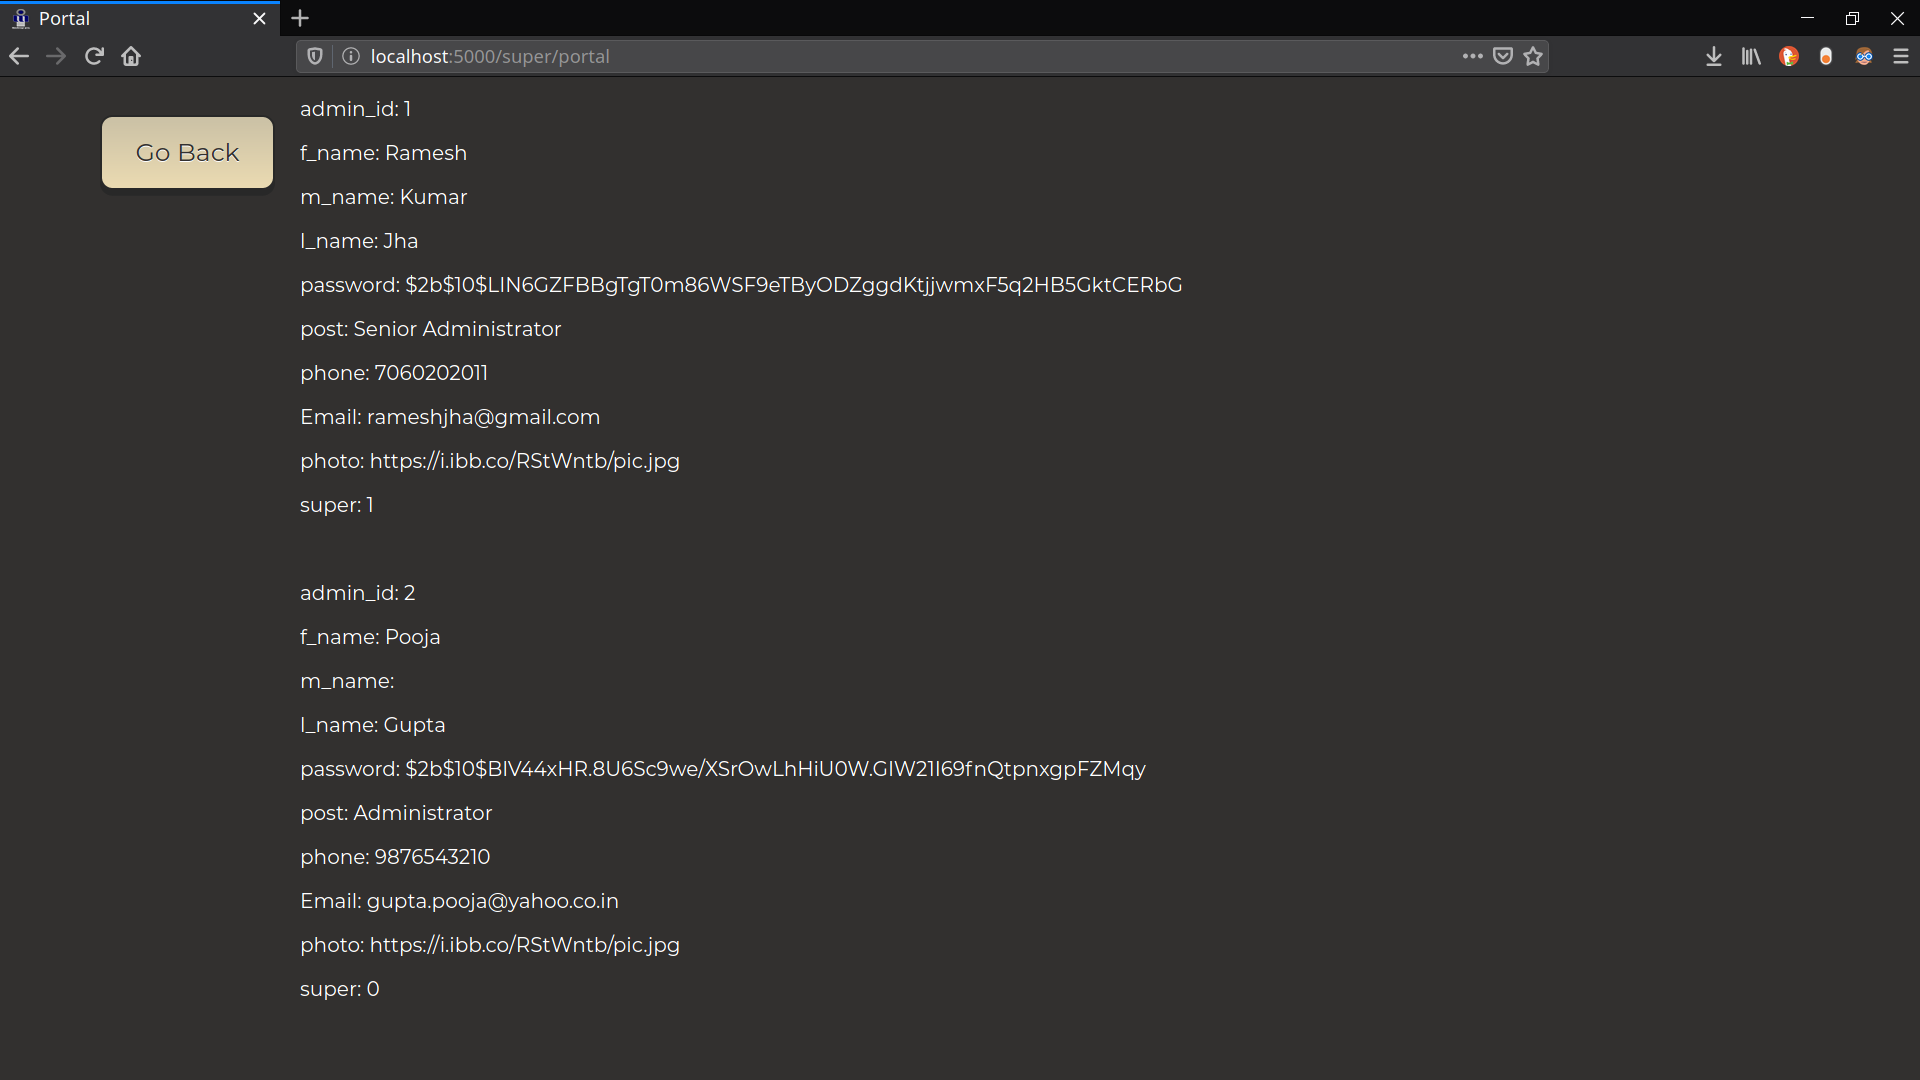 Portal
localhost:5000/super/portal
Go Back
admin_id: 1
f_name: Ramesh
m_name: Kumar
l_name: Jha
password: $2b$10$LIN6GZFBBgTgT0m86WSF9eTByODZggdKtjjwmxF5q2HB5GktCERbG
post: Senior Administrator
phone: 7060202011
Email: rameshjha@gmail.com
photo: https://i.ibb.co/RStWntb/pic.jpg
super: 1
admin_id: 2
f_name: Pooja
m_name:
l_name: Gupta
password: $2b$10$BIV44xHR.8U6Sc9we/XSrOwLhHiU0W.GIW21I69fnQtpnxgpFZMqy
post: Administrator
phone: 9876543210
Email: gupta.pooja@yahoo.co.in
photo: https://i.ibb.co/RStWntb/pic.jpg
super: 0